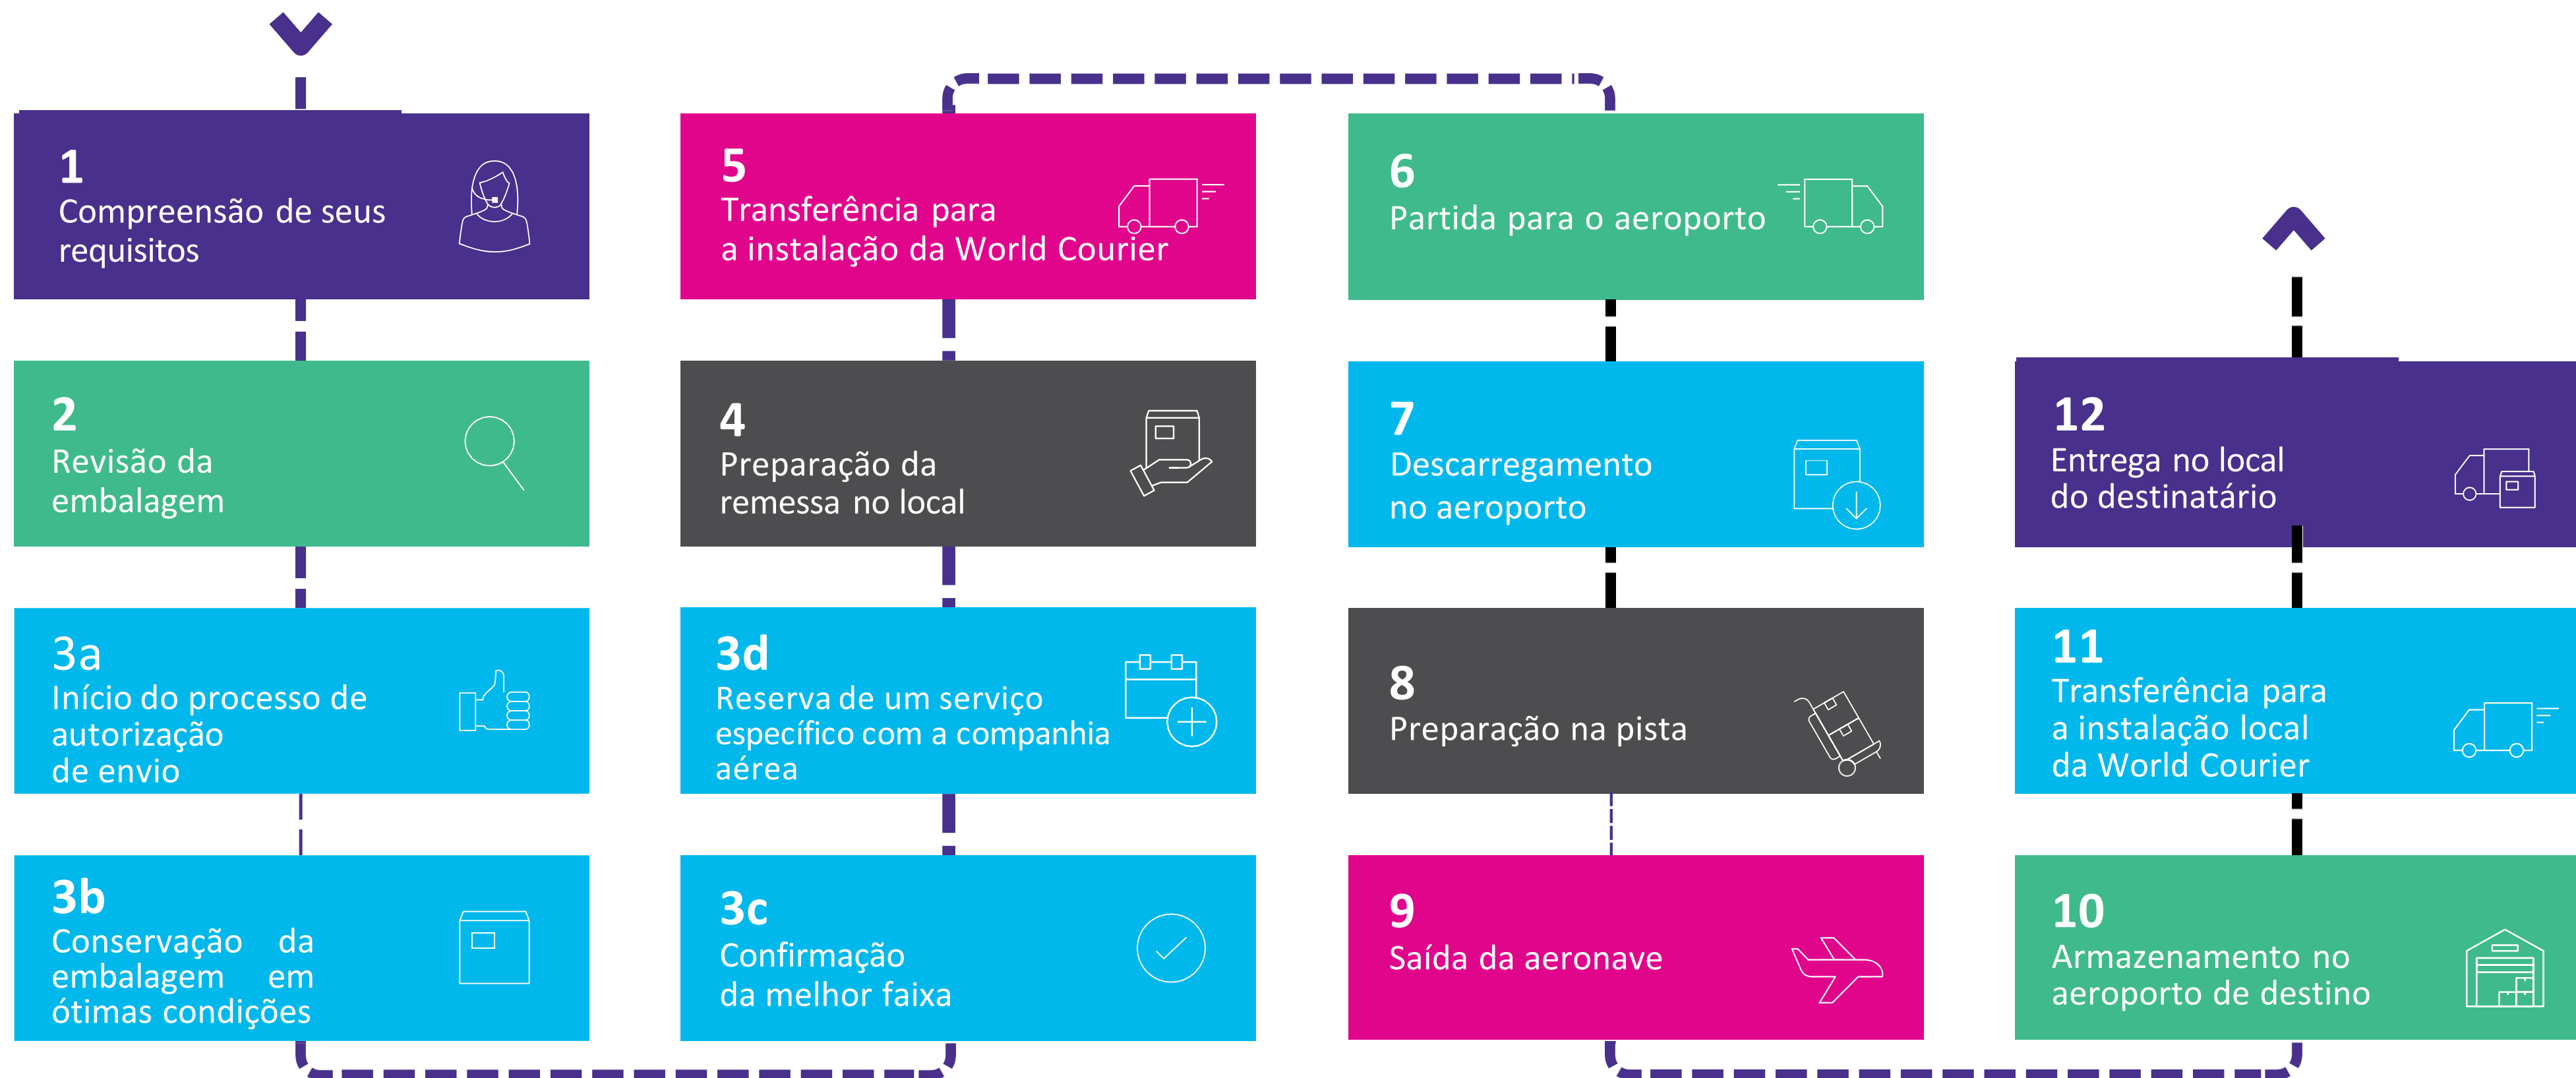 1
Compreensão de seus
requisitos
2
Revisão da
embalagem
3a
Início do processo de
autorização
de envio
3b
Conservação da
embalagem em
ótimas condições
3c
Confirmação
da melhor faixa
3d
Reserva de um serviço
específico com a companhia
aérea
4
Preparação da
remessa no local
5
Transferência para
a instalação da World Courier
6
Partida para o aeroporto
7
Descarregamento
no aeroporto
8
Preparação na pista
9
Saída da aeronave
10
Armazenamento no
aeroporto de destino
11
Transferência para
a instalação local
da World Courier
12
Entrega no local
do destinatário